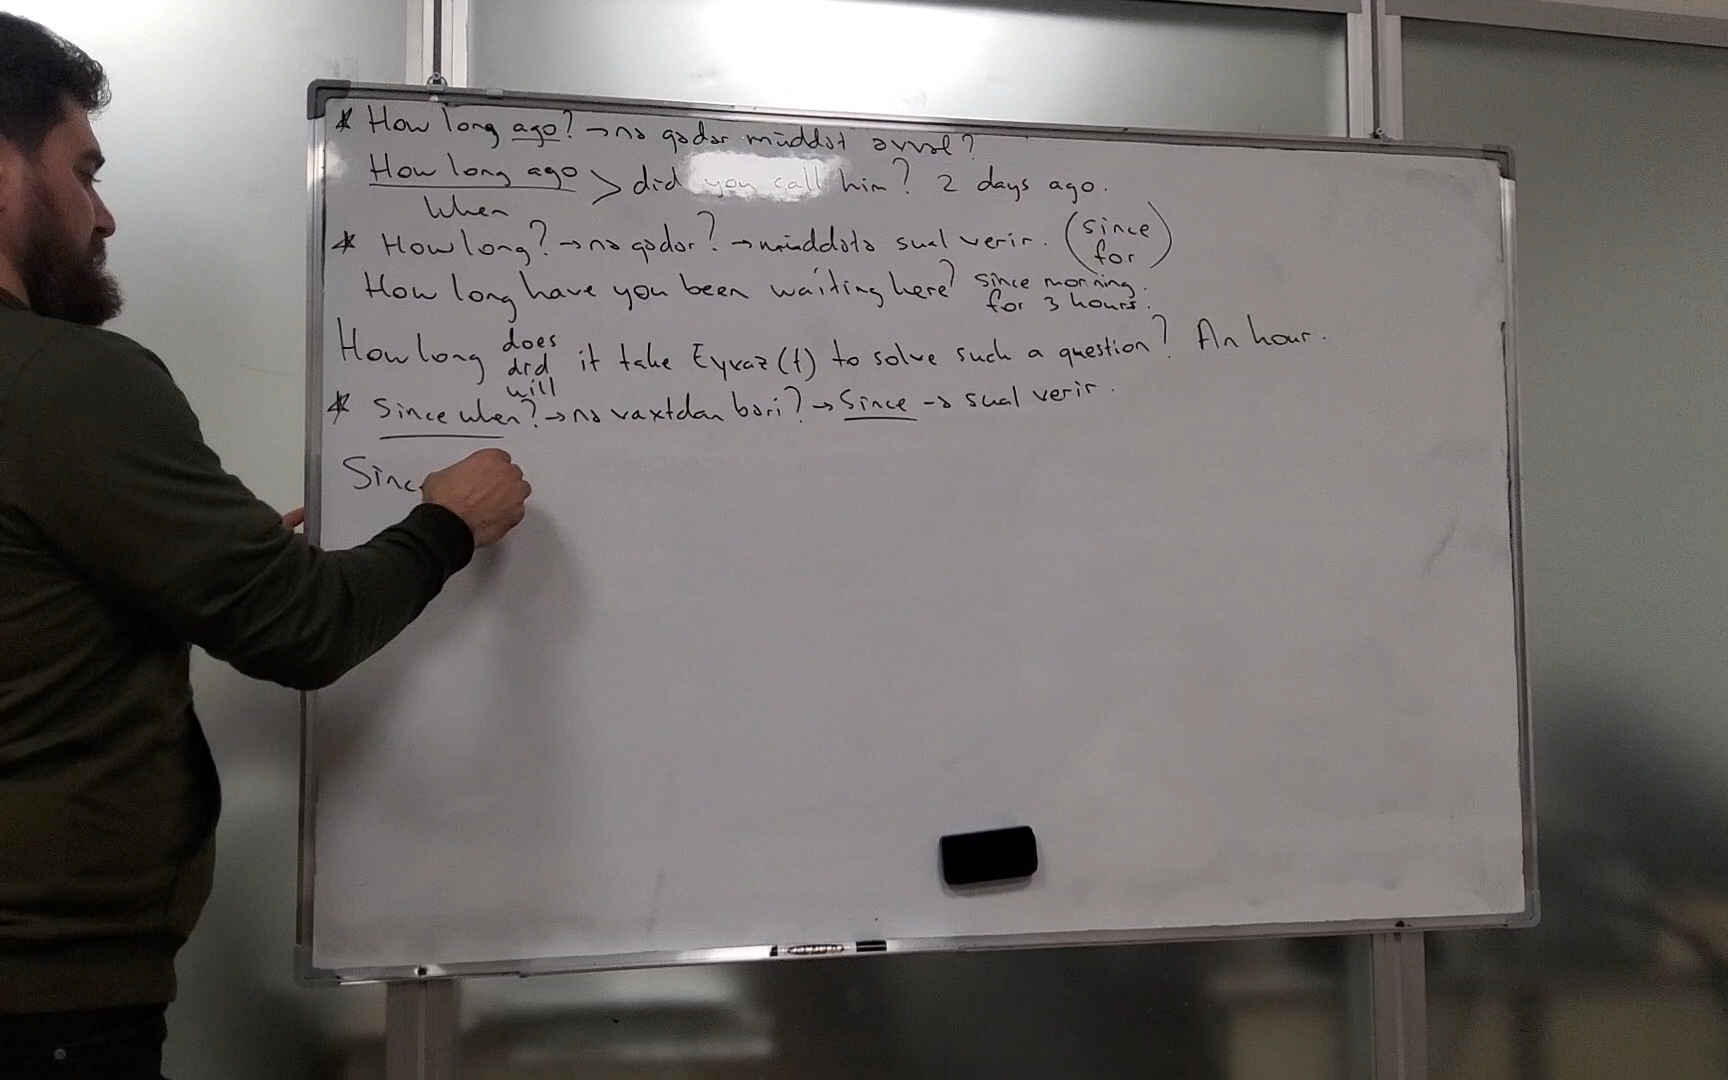 * How long ago? → nə qədər müddət əvvəl?
How long ago
When > did you call him? 2 days ago.
* How long? → nə qədər? → müddətə sual verir. (since
for)
How long have you been waiting here? since morning.
for 3 hours.
How long does
did it take Eyvaz (f) to solve such a question? An hour.
will
* Since when? → nə vaxtdan bəri? → Since → sual verir.
Sinc